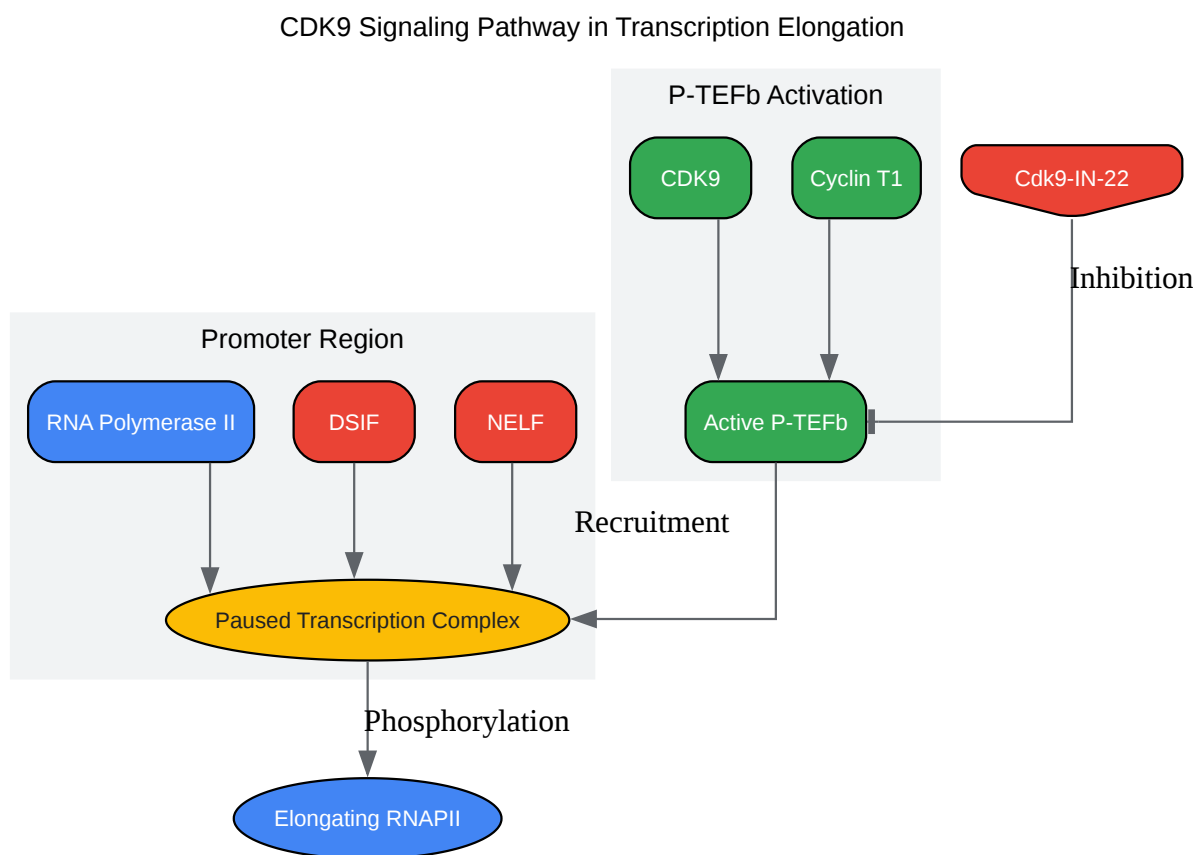 CDK9 Signaling Pathway in Transcription Elongation
P-TEFb Activation
CDK9
Cyclin T1
Cdk9-IN-22
Inhibition
Promoter Region
RNA Polymerase II
DSIF
NELF
Active P-TEFb
Recruitment
Paused Transcription Complex
Phosphorylation
Elongating RNAPII